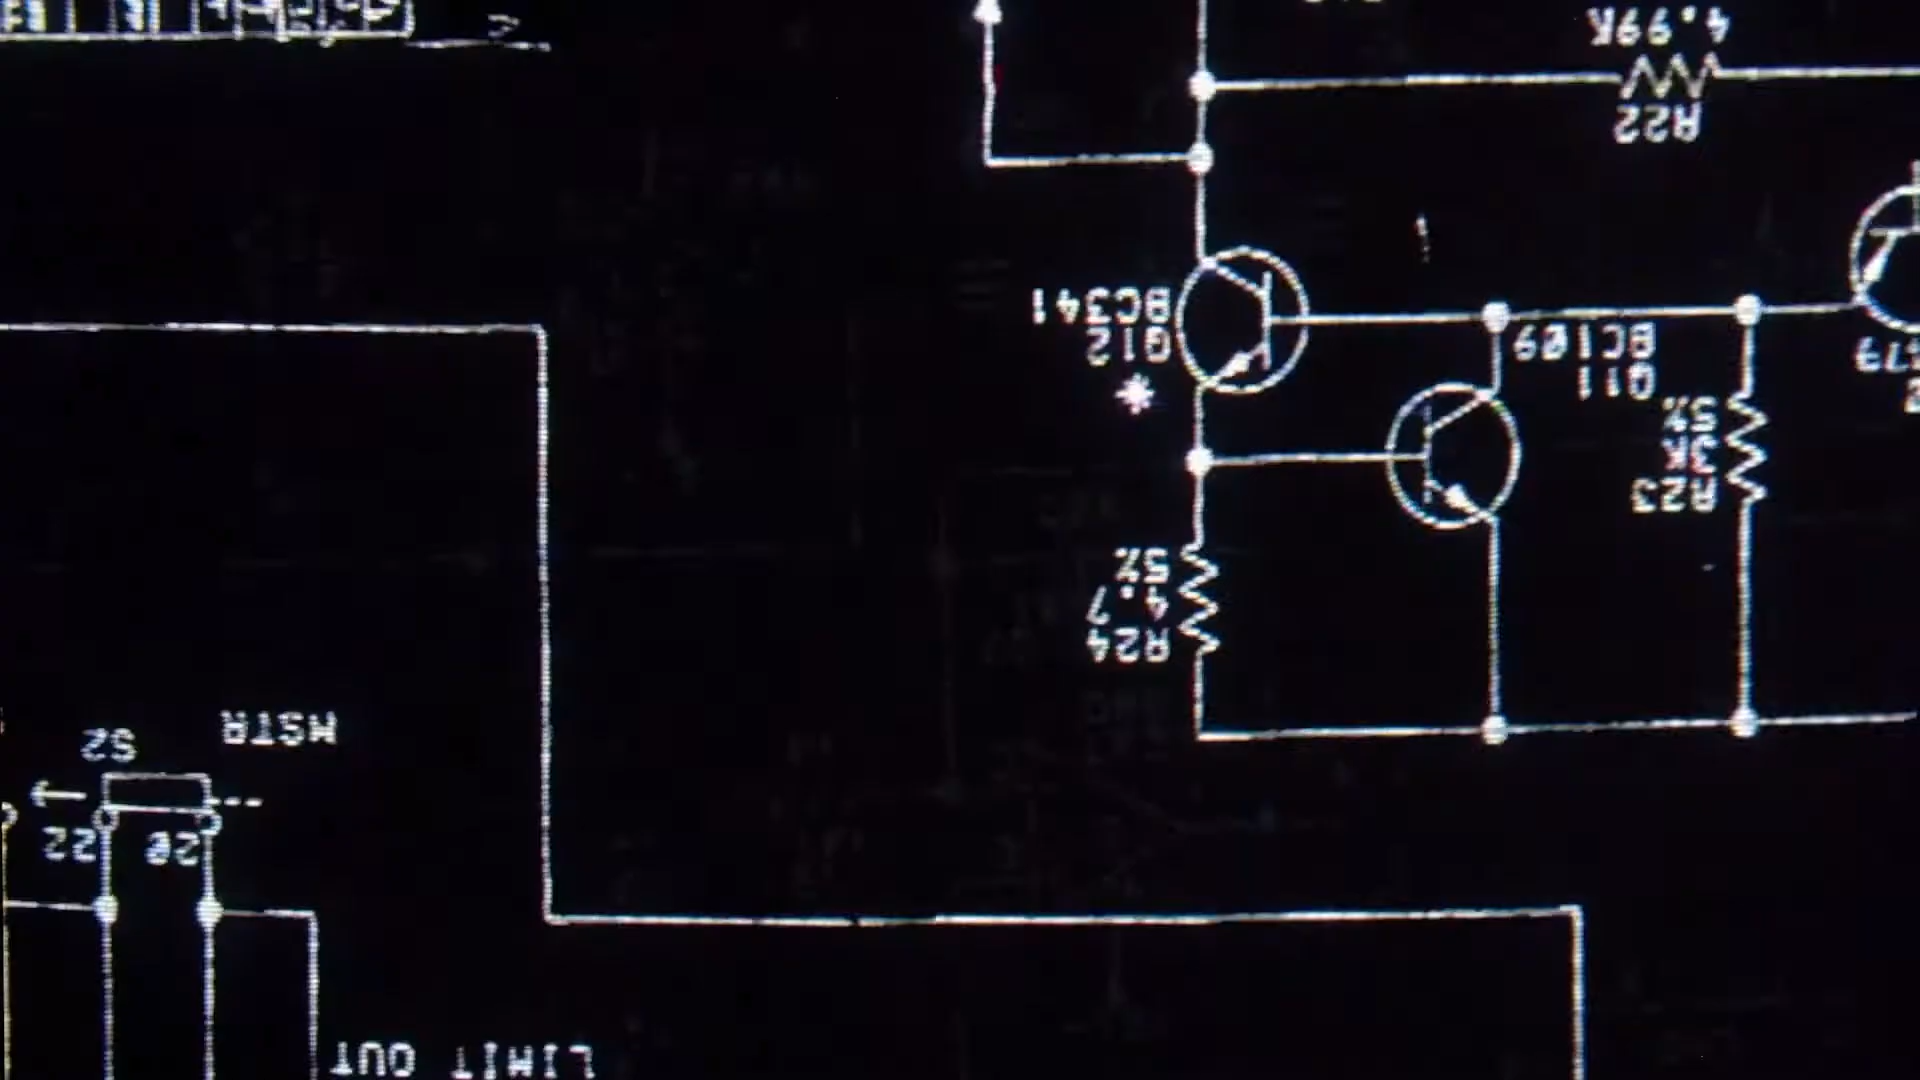 4.99K
R22
BC341
Q12
*
BC109
Q11
5%
3K
R23
5%
4.7
R24
MSTR
S2
22
20
LIMIT OUT